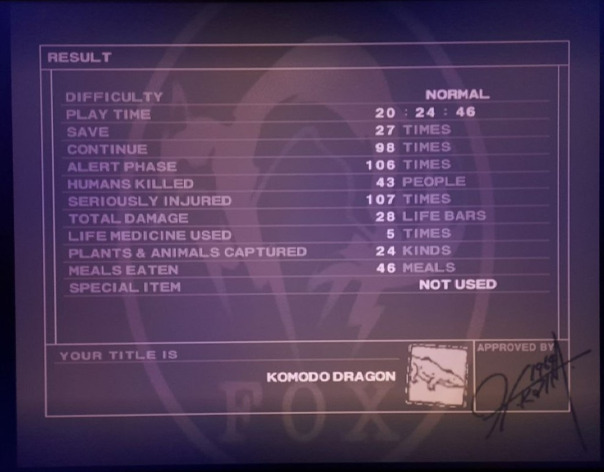 RESULT
DIFFICULTY NORMAL
PLAY TIME 20 : 24 : 46
SAVE 27 TIMES
CONTINUE 98 TIMES
ALERT PHASE 106 TIMES
HUMANS KILLED 43 PEOPLE
SERIOUSLY INJURED 107 TIMES
TOTAL DAMAGE 28 LIFE BARS
LIFE MEDICINE USED 5 TIMES
PLANTS & ANIMALS CAPTURED 24 KINDS
MEALS EATEN 46 MEALS
SPECIAL ITEM NOT USED
YOUR TITLE IS
KOMODO DRAGON
APPROVED BY
FOX